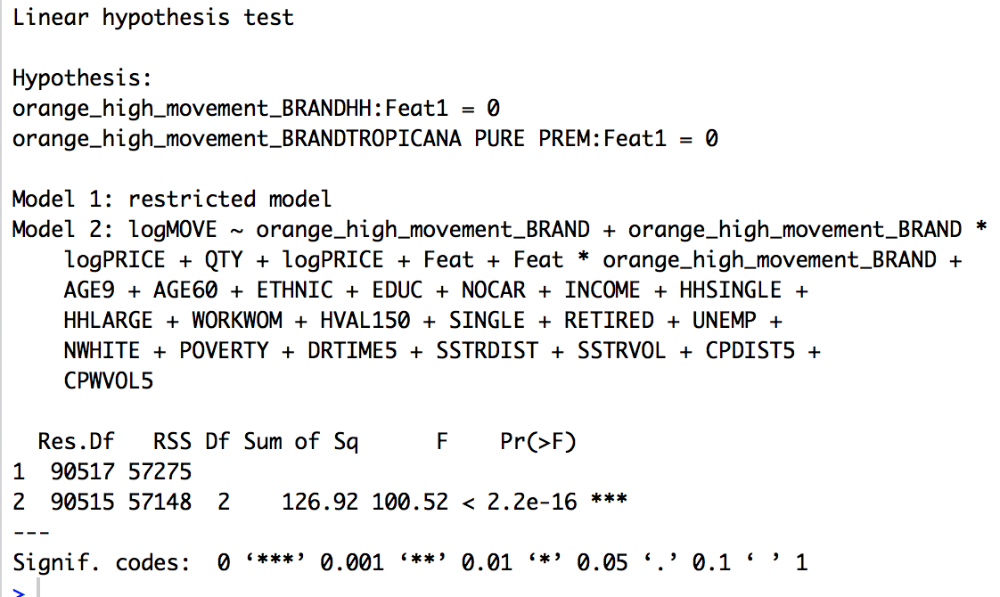 Linear hypothesis test
Hypothesis:
orange_high_movement_BRANDHH:Feat1 = 0
orange_high_movement_BRANDTROPICANA PURE PREM:Feat1 = 0
Model 1: restricted model
Model 2: logMOVE ~ orange_high_movement_BRAND + orange_high_movement_BRAND *
logPRICE + QTY + logPRICE + Feat + Feat * orange_high_movement_BRAND +
AGE9 + AGE60 + ETHNIC + EDUC + NOCAR + INCOME + HHSINGLE +
HHLARGE + WORKWOM + HVAL150 + SINGLE + RETIRED + UNEMP +
NWHITE + POVERTY + DRTIME5 + SSTRDIST + SSTRVOL + CPDIST5 +
CPWVOL5
Res.Df RSS Df Sum of Sq F Pr(>F)
1 90517 57275
2 90515 57148 2 126.92 100.52 < 2.2e-16 ***
---
Signif. codes: 0 ‘***’ 0.001 ‘**’ 0.01 ‘*’ 0.05 ‘.’ 0.1 ‘ ’ 1
>